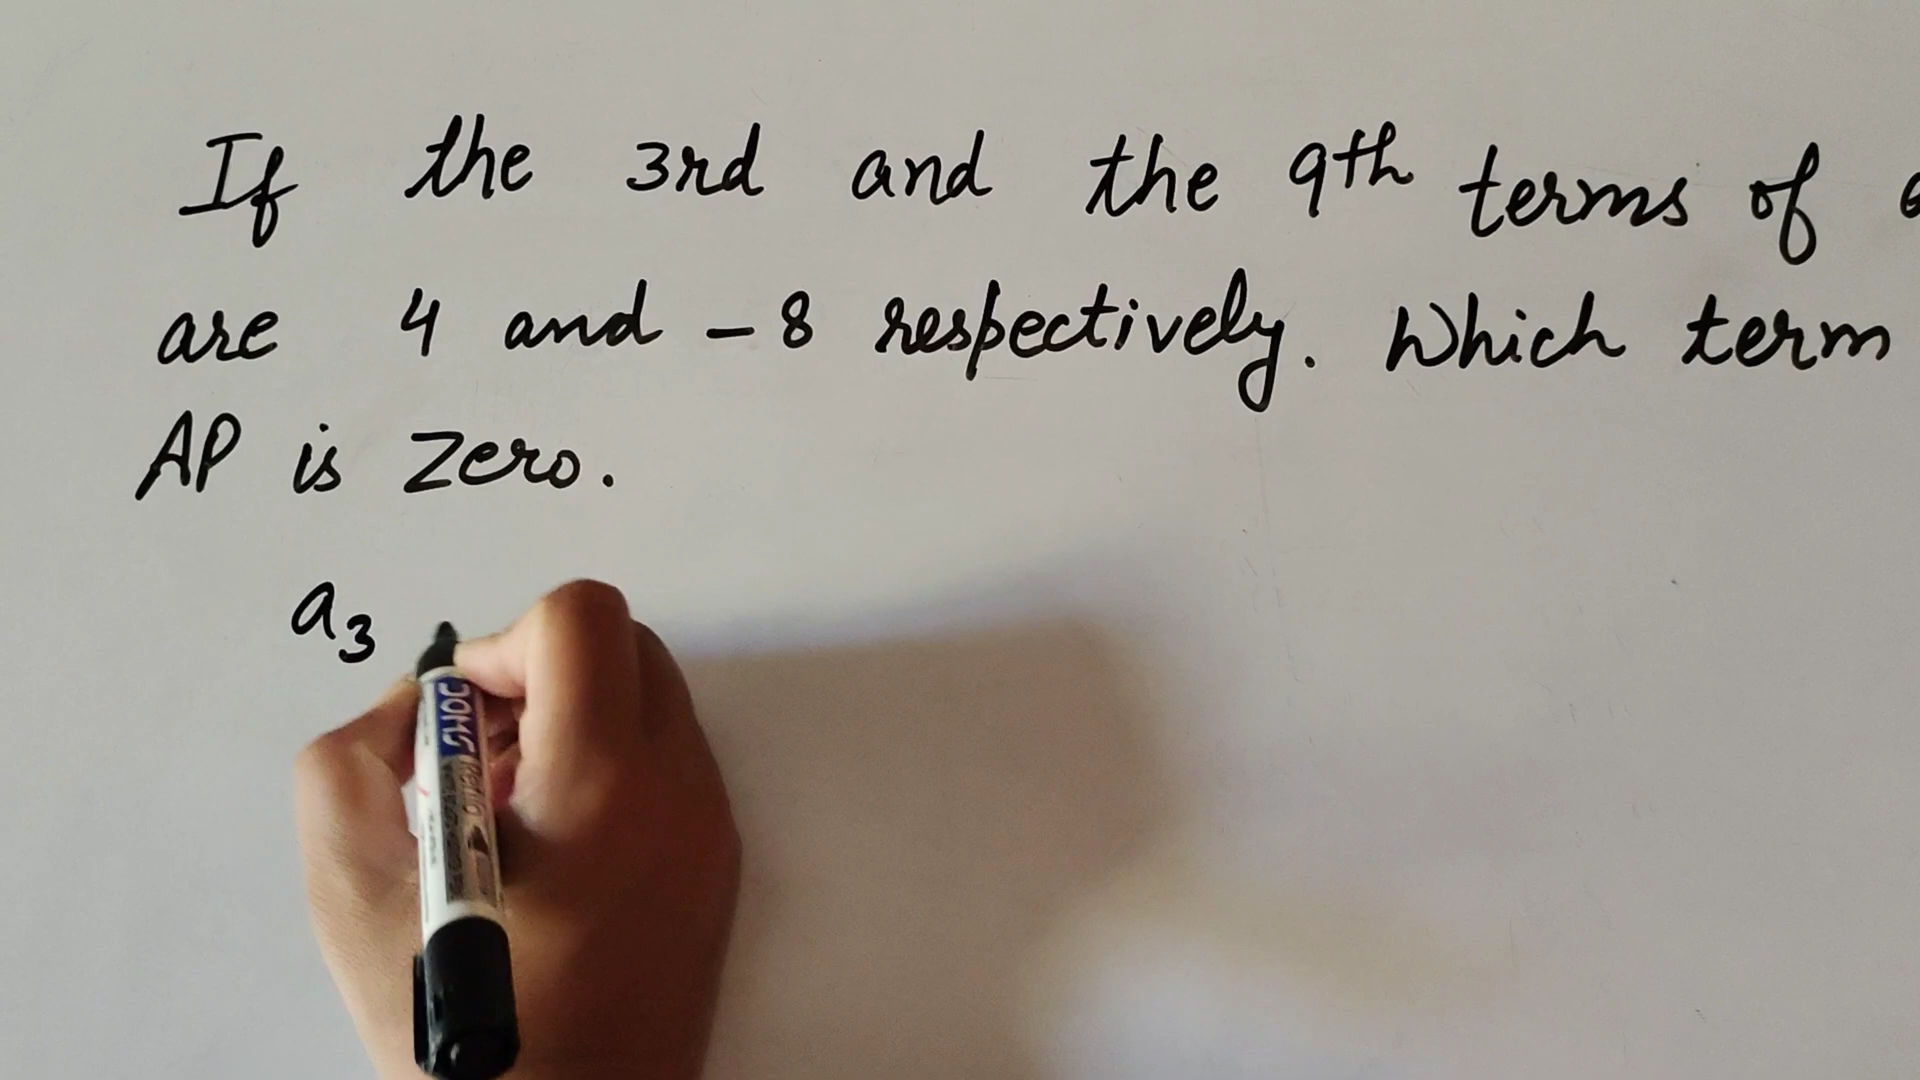 If the 3rd and the 9th terms of
are 4 and - 8 respectively. Which term
AP is zero.
a3
DOMS